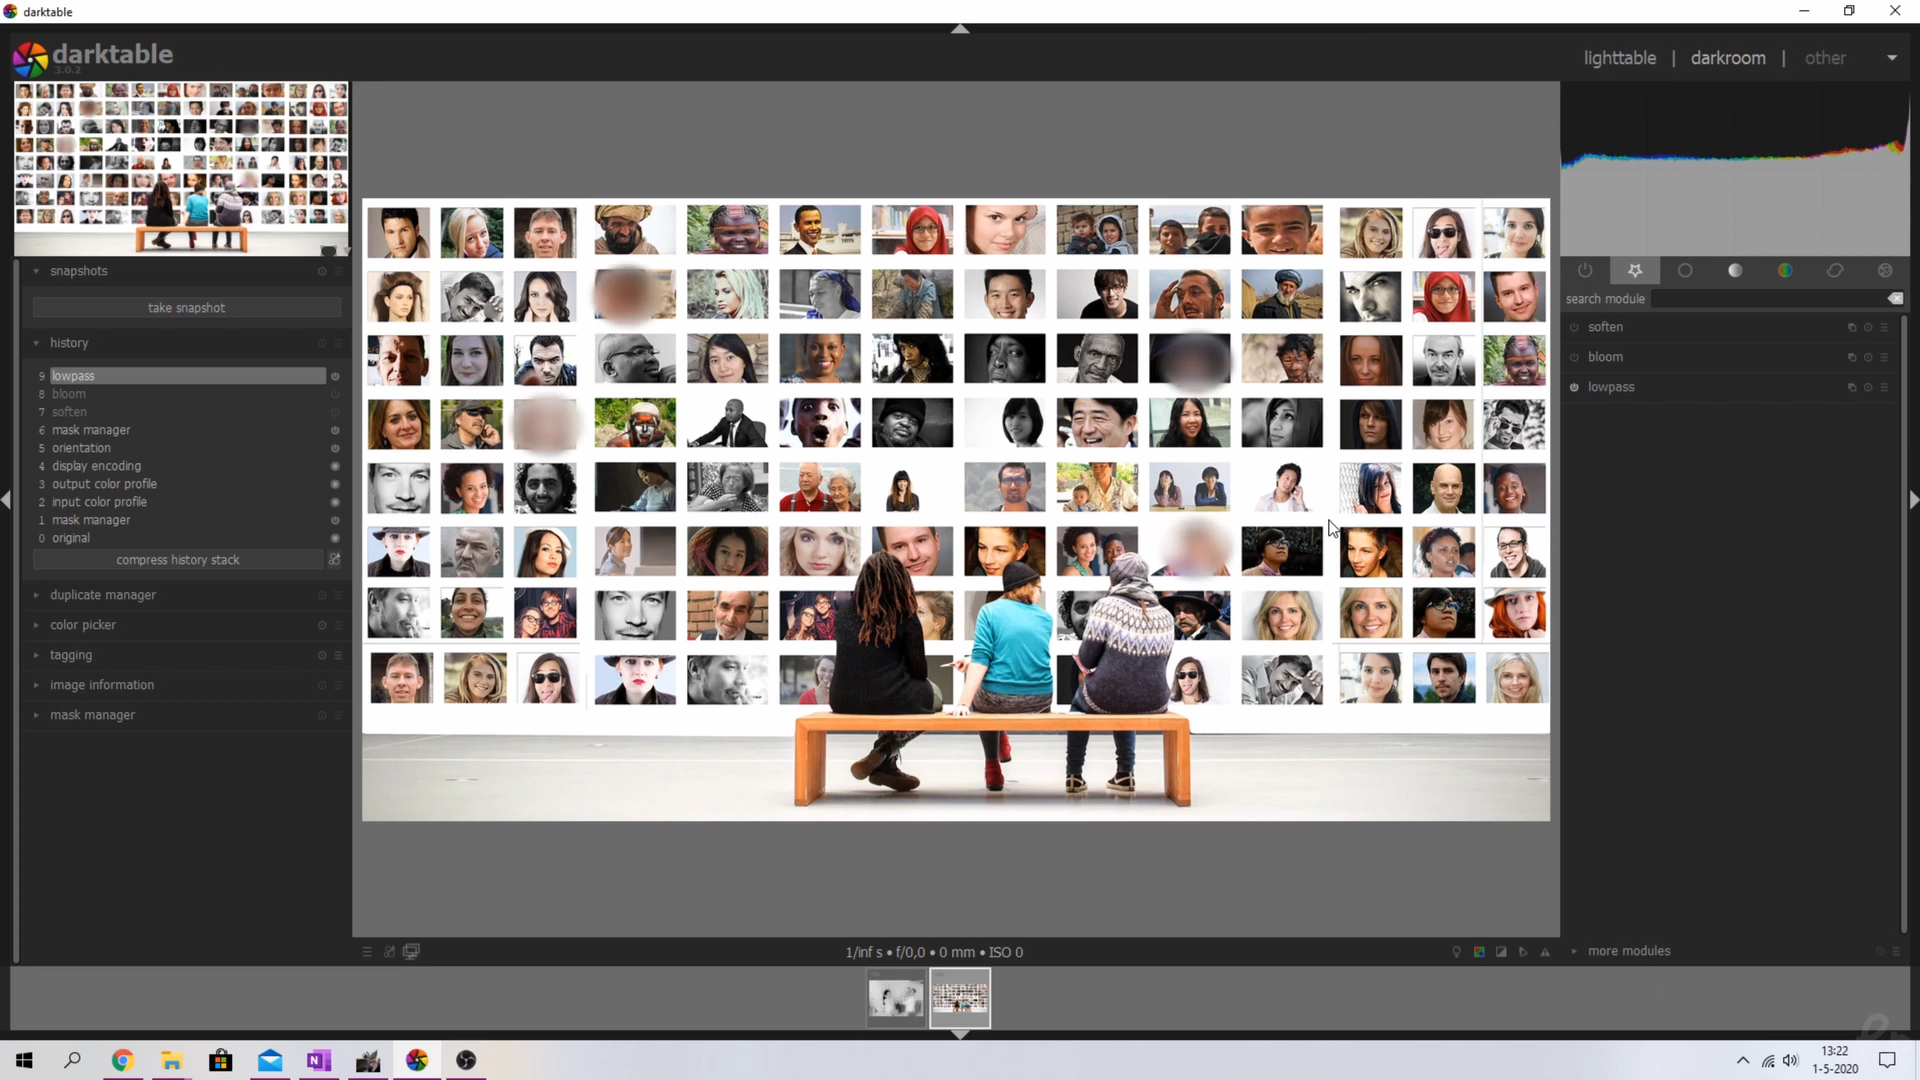 darktable
darktable
3.0.2
lighttable | darkroom | other
snapshots
take snapshot
history
9 lowpass
8 bloom
7 soften
6 mask manager
5 orientation
4 display encoding
3 output color profile
2 input color profile
1 mask manager
0 original
compress history stack
duplicate manager
color picker
tagging
image information
mask manager
search module
soften
bloom
lowpass
1/inf s • f/0,0 • 0 mm • ISO 0
more modules
13:22
1-5-2020